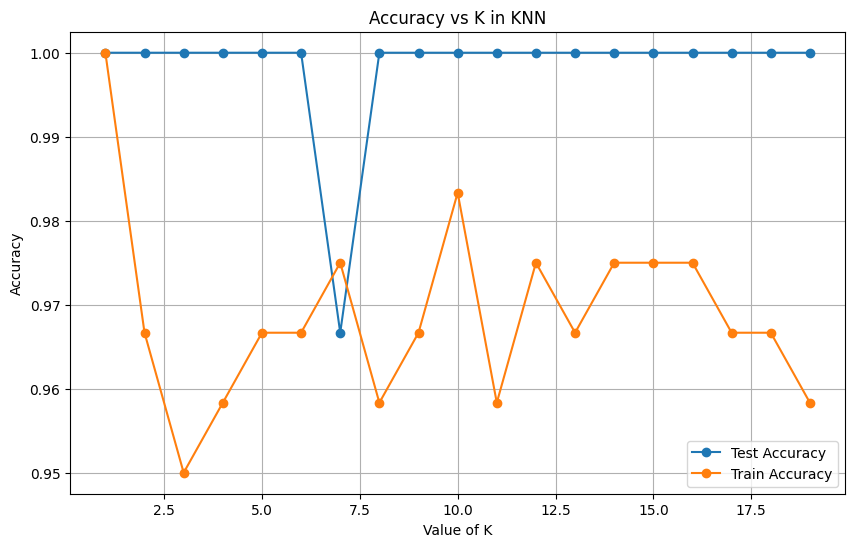 Accuracy vs K in KNN
1.00
0.99
0.98
0.97
0.96
0.95
Accuracy
2.5 5.0 7.5 10.0 12.5 15.0 17.5
Value of K
Test Accuracy
Train Accuracy